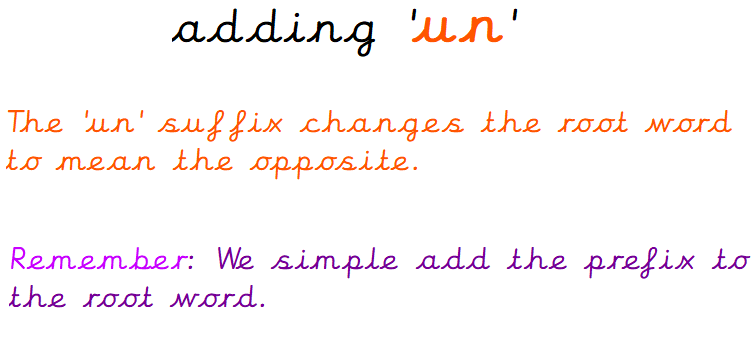 adding 'un'
The 'un' suffix changes the root word
to mean the opposite.
Remember: We simple add the prefix to
the root word.